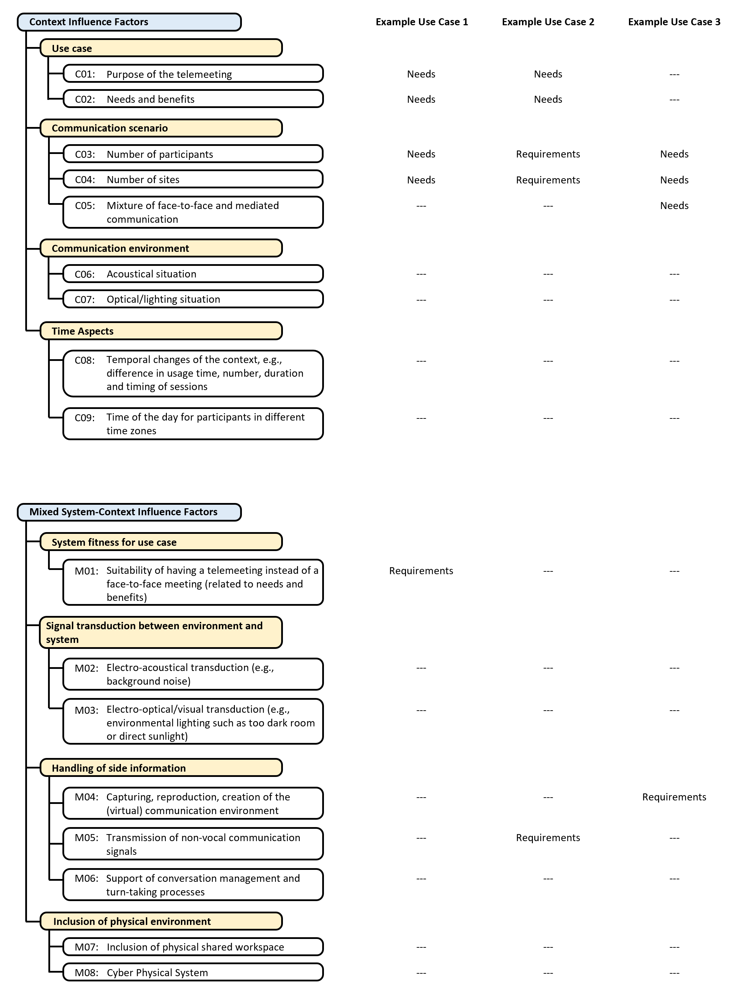 Context Influence Factors Example Use Case 1 Example Use Case 2 Example Use Case 3
Use case
C01: Purpose of the telemeeting Needs Needs ---
C02: Needs and benefits Needs Needs ---
Communication scenario
C03: Number of participants Needs Requirements Needs
C04: Number of sites Needs Requirements Needs
C05: Mixture of face-to-face and mediated --- --- Needs
communication
Communication environment
C06: Acoustical situation --- --- ---
C07: Optical/lighting situation --- --- ---
Time Aspects
C08: Temporal changes of the context, e.g., --- --- ---
difference in usage time, number, duration
and timing of sessions
C09: Time of the day for participants in different --- --- ---
time zones
Mixed System-Context Influence Factors
System fitness for use case
M01: Suitability of having a telemeeting instead of a Requirements --- ---
face-to-face meeting (related to needs and
benefits)
Signal transduction between environment and
system
M02: Electro-acoustical transduction (e.g., --- --- ---
background noise)
M03: Electro-optical/visual transduction (e.g., --- --- ---
environmental lighting such as too dark room
or direct sunlight)
Handling of side information
M04: Capturing, reproduction, creation of the --- --- Requirements
(virtual) communication environment
M05: Transmission of non-vocal communication --- Requirements ---
signals
M06: Support of conversation management and --- --- ---
turn-taking processes
Inclusion of physical environment
M07: Inclusion of physical shared workspace --- --- ---
M08: Cyber Physical System --- --- ---